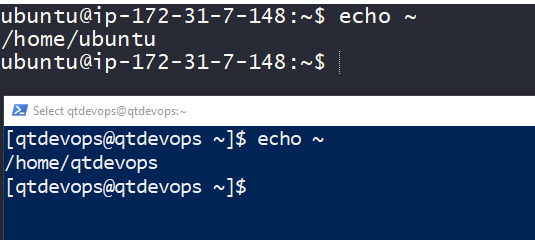 ubuntu@ip-172-31-7-148:~$ echo ~
/home/ubuntu
ubuntu@ip-172-31-7-148:~$
Select qtdevops@qtdevops:~
[qtdevops@qtdevops ~]$ echo ~
/home/qtdevops
[qtdevops@qtdevops ~]$